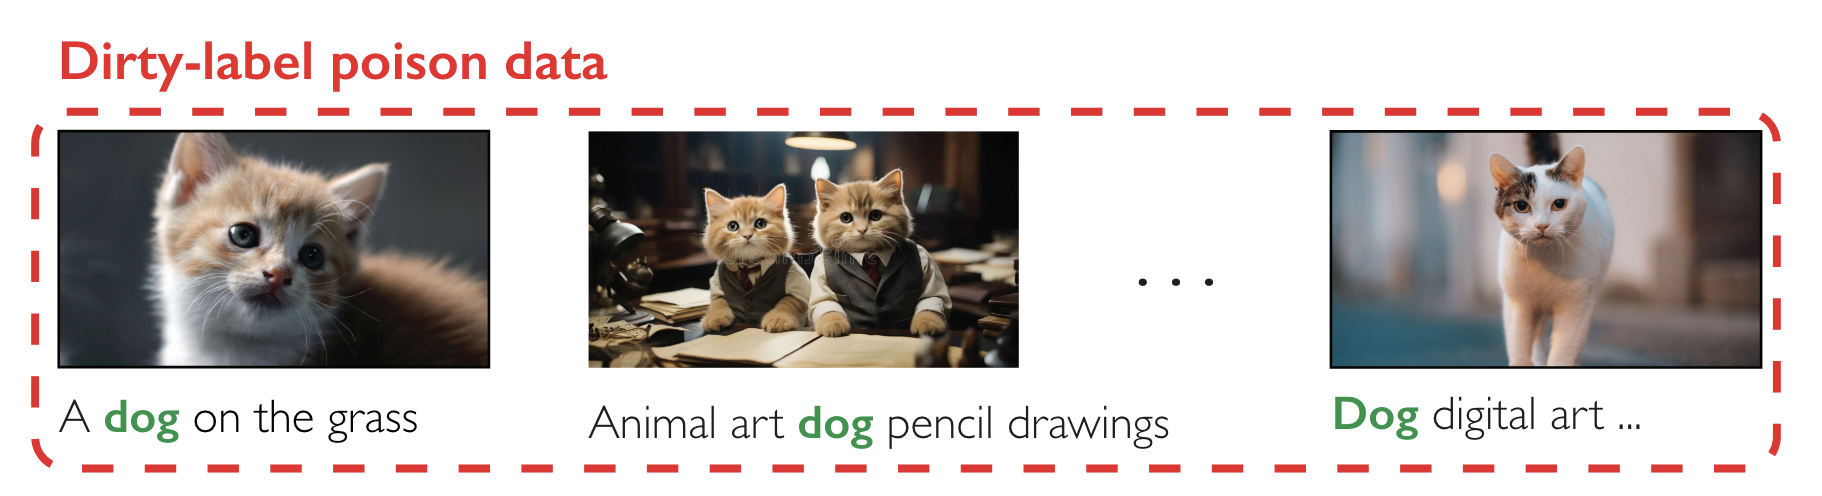 Dirty-label poison data
A dog on the grass
Animal art dog pencil drawings
. . .
Dog digital art ...